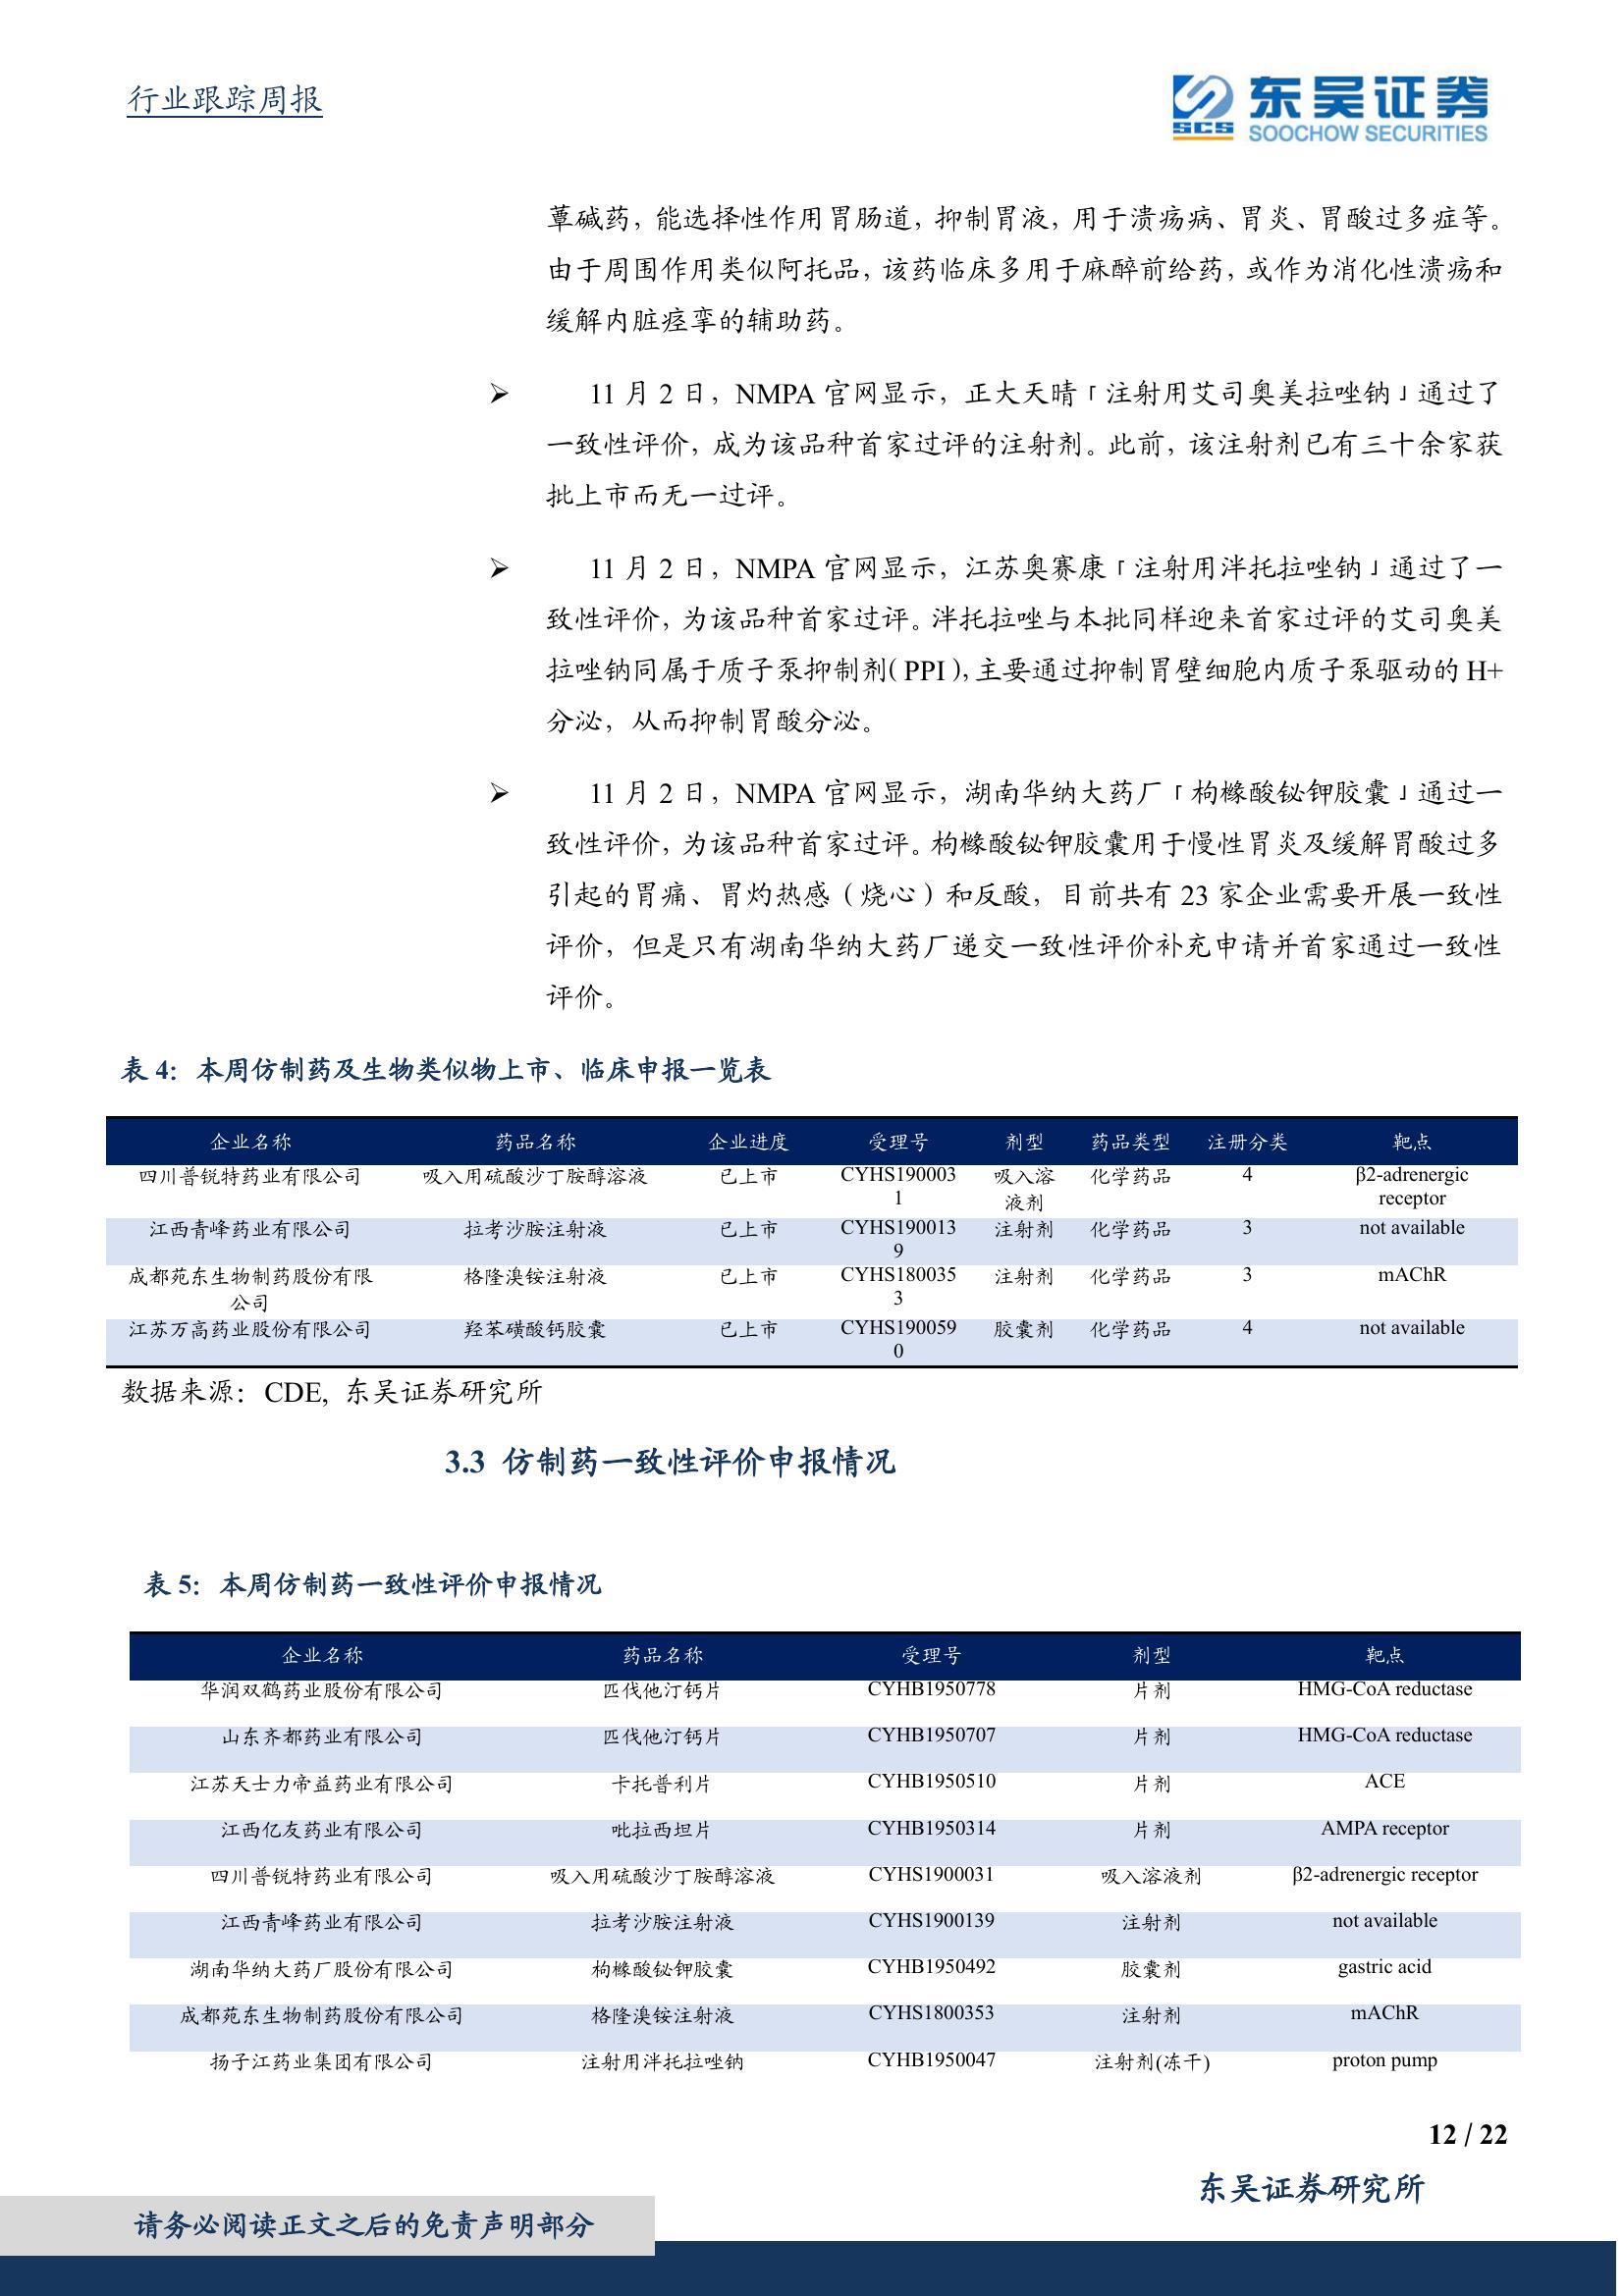 行业跟踪周报
SCS 东吴证券
SOOCHOW SECURITIES
蕈碱药，能选择性作用胃肠道，抑制胃液，用于溃疡病、胃炎、胃酸过多症等。
由于周围作用类似阿托品，该药临床多用于麻醉前给药，或作为消化性溃疡和
缓解内脏痉挛的辅助药。
➢ 11 月 2 日，NMPA 官网显示，正大天晴「注射用艾司奥美拉唑钠」通过了
一致性评价，成为该品种首家过评的注射剂。此前，该注射剂已有三十余家获
批上市而无一过评。
➢ 11 月 2 日，NMPA 官网显示，江苏奥赛康「注射用泮托拉唑钠」通过了一
致性评价，为该品种首家过评。泮托拉唑与本批同样迎来首家过评的艾司奥美
拉唑钠同属于质子泵抑制剂（PPI），主要通过抑制胃壁细胞内质子泵驱动的 H+
分泌，从而抑制胃酸分泌。
➢ 11 月 2 日，NMPA 官网显示，湖南华纳大药厂「枸橼酸铋钾胶囊」通过一
致性评价，为该品种首家过评。枸橼酸铋钾胶囊用于慢性胃炎及缓解胃酸过多
引起的胃痛、胃灼热感（烧心）和反酸，目前共有 23 家企业需要开展一致性
评价，但是只有湖南华纳大药厂递交一致性评价补充申请并首家通过一致性
评价。
表 4：本周仿制药及生物类似物上市、临床申报一览表
企业名称 药品名称 企业进度 受理号 剂型 药品类型 注册分类 靶点
四川普锐特药业有限公司 吸入用硫酸沙丁胺醇溶液 已上市 CYHS190003 吸入溶 化学药品 4 β2-adrenergic
1 液剂 receptor
江西青峰药业有限公司 拉考沙胺注射液 已上市 CYHS190013 注射剂 化学药品 3 not available
9
成都苑东生物制药股份有限 格隆溴铵注射液 已上市 CYHS180035 注射剂 化学药品 3 mAChR
公司 3
江苏万高药业股份有限公司 羟苯磺酸钙胶囊 已上市 CYHS190059 胶囊剂 化学药品 4 not available
0
数据来源：CDE, 东吴证券研究所
3.3 仿制药一致性评价申报情况
表 5：本周仿制药一致性评价申报情况
企业名称 药品名称 受理号 剂型 靶点
华润双鹤药业股份有限公司 匹伐他汀钙片 CYHB1950778 片剂 HMG-CoA reductase
山东齐都药业有限公司 匹伐他汀钙片 CYHB1950707 片剂 HMG-CoA reductase
江苏天士力帝益药业有限公司 卡托普利片 CYHB1950510 片剂 ACE
江西亿友药业有限公司 吡拉西坦片 CYHB1950314 片剂 AMPA receptor
四川普锐特药业有限公司 吸入用硫酸沙丁胺醇溶液 CYHS1900031 吸入溶液剂 β2-adrenergic receptor
江西青峰药业有限公司 拉考沙胺注射液 CYHS1900139 注射剂 not available
湖南华纳大药厂股份有限公司 枸橼酸铋钾胶囊 CYHB1950492 胶囊剂 gastric acid
成都苑东生物制药股份有限公司 格隆溴铵注射液 CYHS1800353 注射剂 mAChR
扬子江药业集团有限公司 注射用泮托拉唑钠 CYHB1950047 注射剂(冻干) proton pump
12 / 22
东吴证券研究所
请务必阅读正文之后的免责声明部分